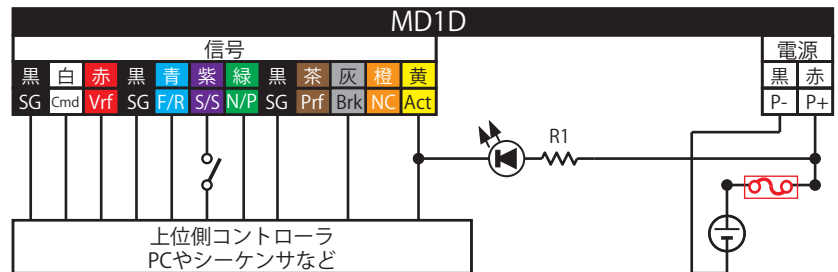 MD1D
信号 電源
黒 白 赤 黒 青 紫 緑 黒 茶 灰 橙 黄 黒 赤
SG Cmd Vrf SG F/R S/S N/P SG Prf Brk NC Act P- P+
R1
上位側コントローラ
PCやシーケンサなど